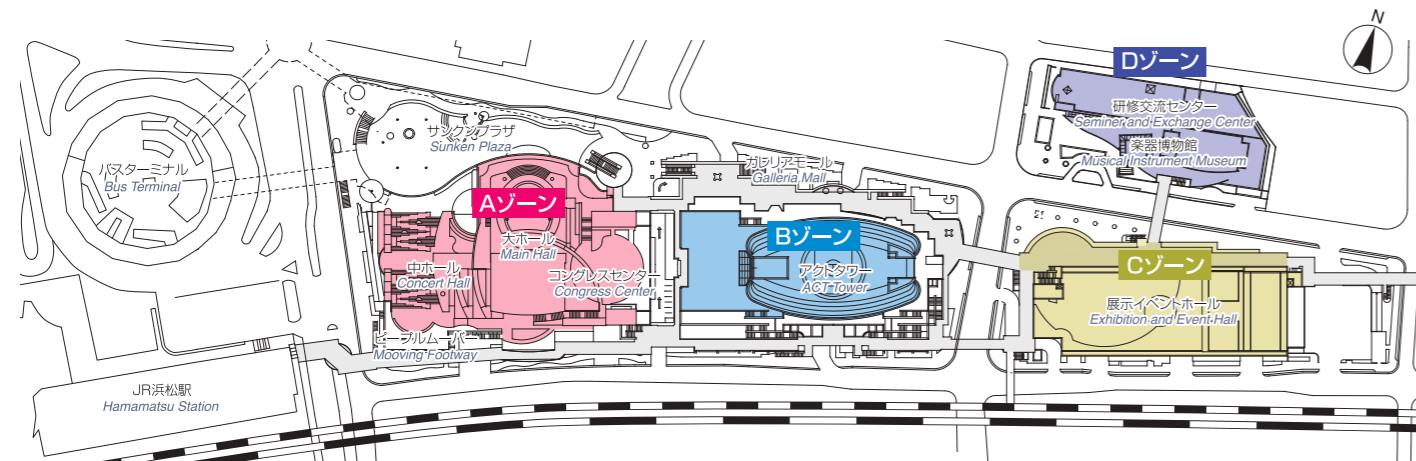 N
Dゾーン
研修交流センター
Seminer and Exchange Center
楽器博物館
Musical Instrument Museum
サンクンプラザ
Sunken Plaza
バスターミナル
Bus Terminal
ガレリアモール
Galleria Mall
Aゾーン
大ホール
Main Hall
中ホール
Concert Hall
コングレスセンター
Congress Center
Bゾーン
アクトタワー
ACT Tower
Cゾーン
展示イベントホール
Exhibition and Event Hall
ピープルムーバー
Mooving Footway
JR浜松駅
Hamamatsu Station